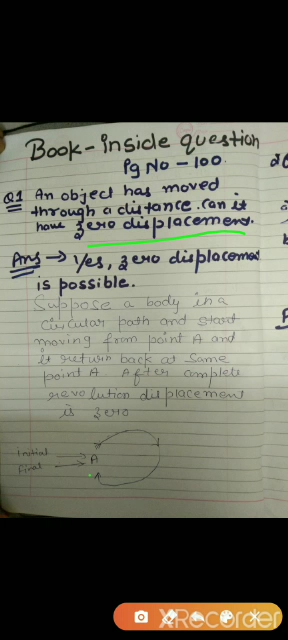 Book-inside question
Pg No - 100.
Q1 An object has moved
through a distance. can it
have zero displacement.
Ans → Yes, zero displacemen
is possible.
Suppose a body in a
circular path and start
moving from point A and
it return back at same
point A After complete
revolution displacement
is zero
Initial
final
A
XRecorder